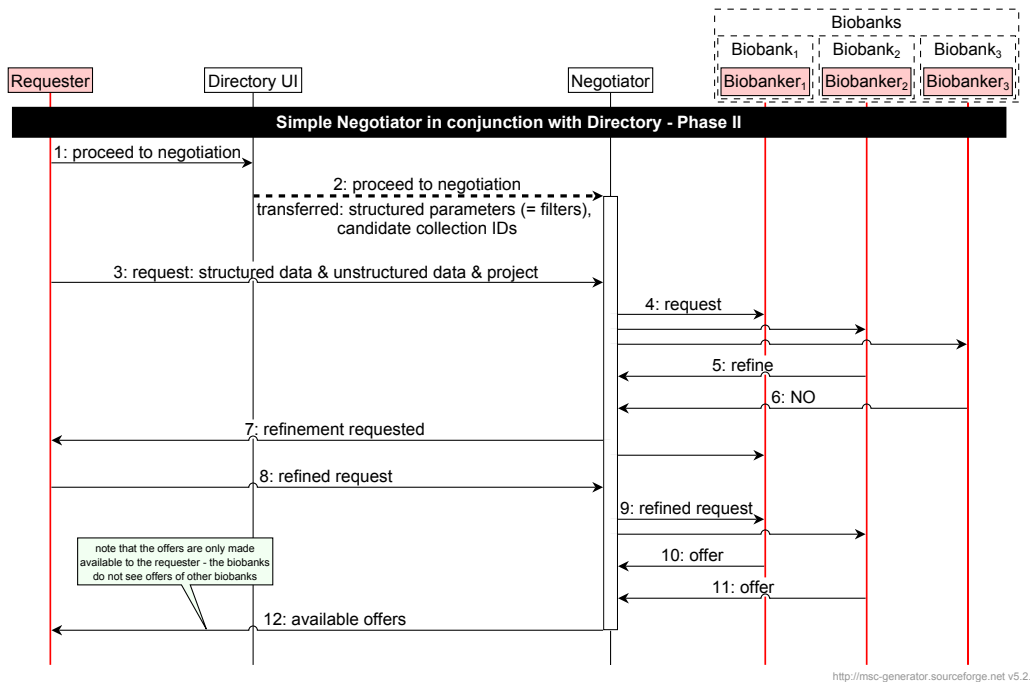 Biobanks
Biobank₁ Biobank₂ Biobank₃
Requester Directory UI Negotiator Biobanker₁ Biobanker₂ Biobanker₃
Simple Negotiator in conjunction with Directory - Phase II
1: proceed to negotiation
2: proceed to negotiation
transferred: structured parameters (= filters),
candidate collection IDs
3: request: structured data & unstructured data & project
4: request
5: refine
6: NO
7: refinement requested
8: refined request
9: refined request
note that the offers are only made
available to the requester - the biobanks
do not see offers of other biobanks
10: offer
11: offer
12: available offers
http://msc-generator.sourceforge.net v5.2.